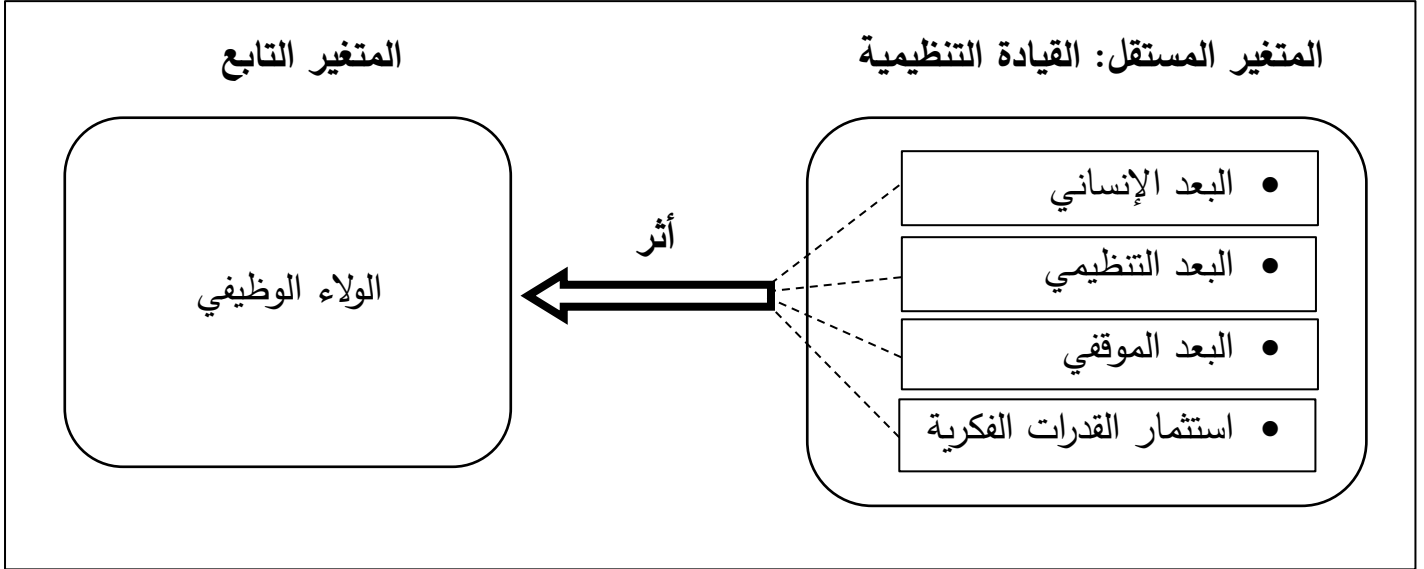 المتغير المستقل: القيادة التنظيمية
المتغير التابع
• البعد الإنساني
• البعد التنظيمي
• البعد الموقفي
• استثمار القدرات الفكرية
أثر
الولاء الوظيفي